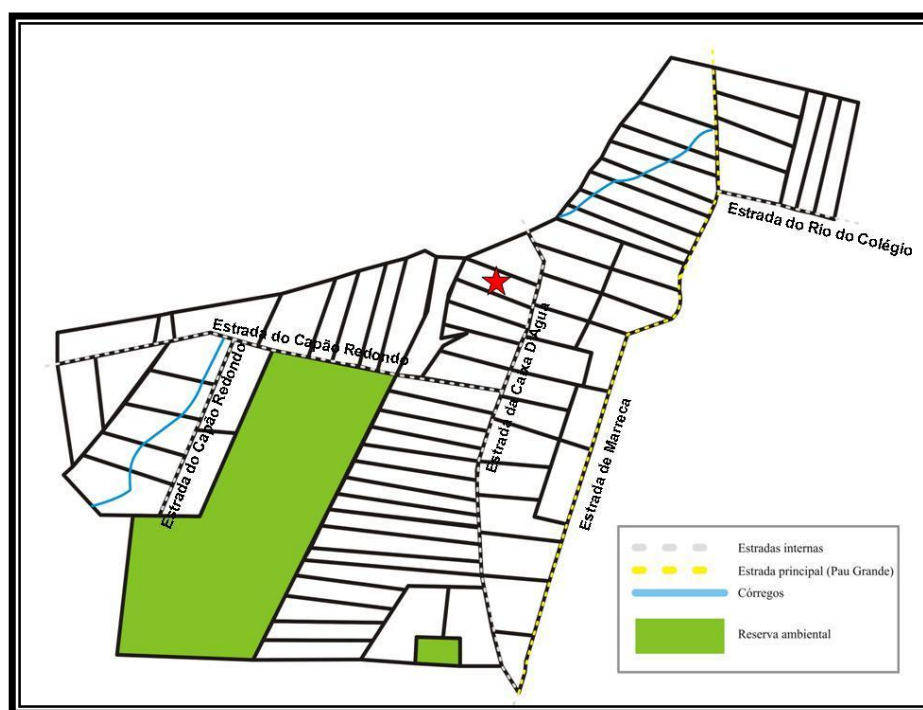 Estrada do Rio do Colégio
Estrada do Capão Redondo
Estrada do Capão Redondo
Estrada da Caixa D'Água
Estrada de Marreca
Estradas internas
Estrada principal (Pau Grande)
Córregos
Reserva ambiental